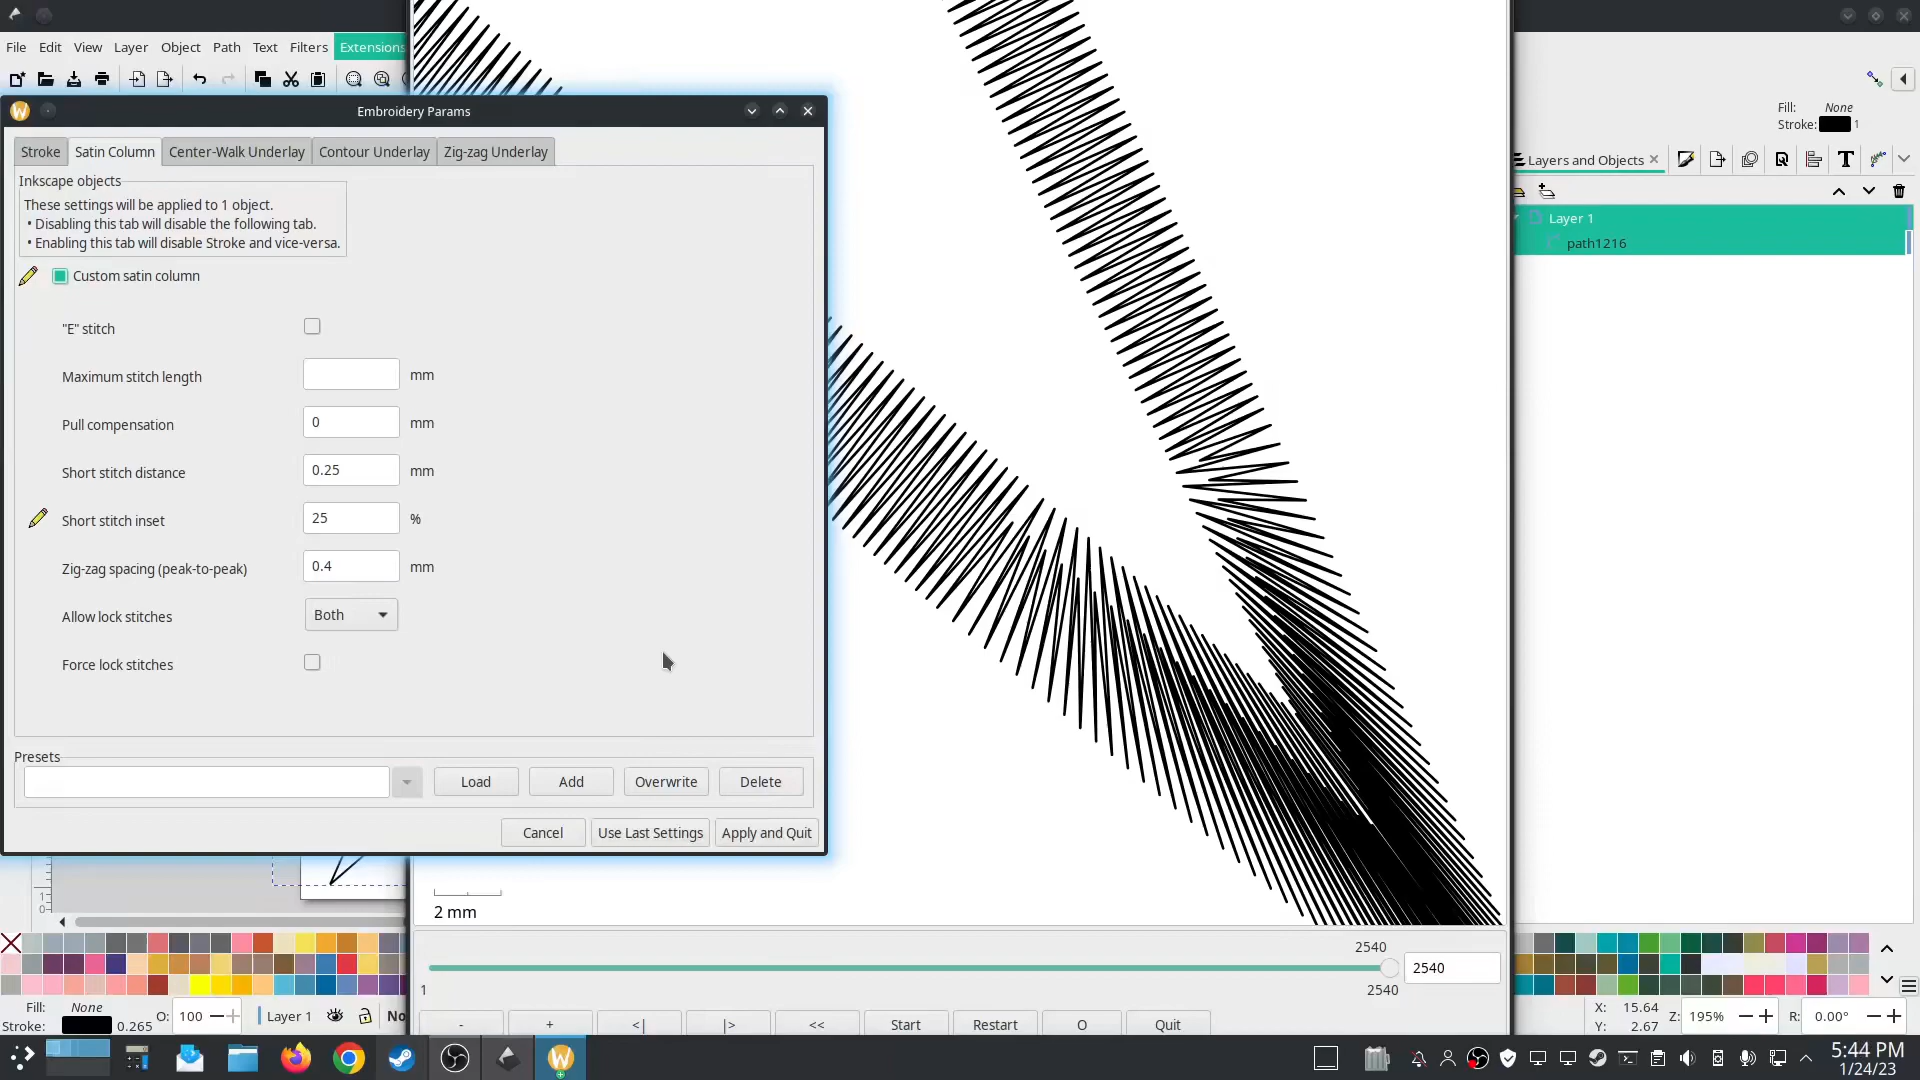 File Edit View Layer Object Path Text Filters Extensions
Embroidery Params
Stroke Satin Column Center-Walk Underlay Contour Underlay Zig-zag Underlay
Inkscape objects
These settings will be applied to 1 object.
• Disabling this tab will disable the following tab.
• Enabling this tab will disable Stroke and vice-versa.
Custom satin column
"E" stitch
Maximum stitch length mm
Pull compensation 0 mm
Short stitch distance 0.25 mm
Short stitch inset 25 %
Zig-zag spacing (peak-to-peak) 0.4 mm
Allow lock stitches Both
Force lock stitches
Presets
Load Add Overwrite Delete
Cancel Use Last Settings Apply and Quit
2 mm
2540
2540
1 2540
- + <| |> << Start Restart O Quit
Fill: None
Stroke: 1
Layers and Objects
Layer 1
path1216
Fill: None
Stroke: 0.265
O: 100
Layer 1
No
X: 15.64
Y: 2.67
Z: 195%
R: 0.00°
5:44 PM
1/24/23